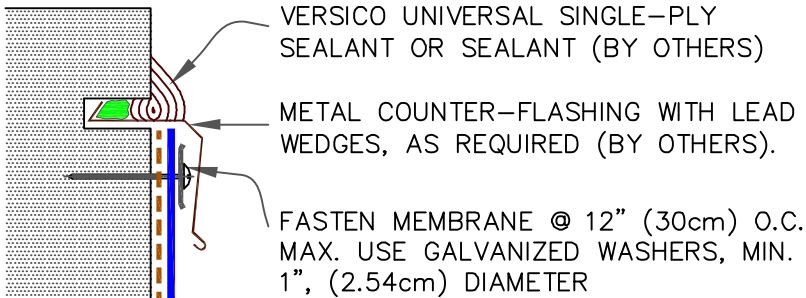 VERSICO UNIVERSAL SINGLE-PLY
SEALANT OR SEALANT (BY OTHERS)
METAL COUNTER-FLASHING WITH LEAD
WEDGES, AS REQUIRED (BY OTHERS).
FASTEN MEMBRANE @ 12" (30cm) O.C.
MAX. USE GALVANIZED WASHERS, MIN.
1", (2.54cm) DIAMETER